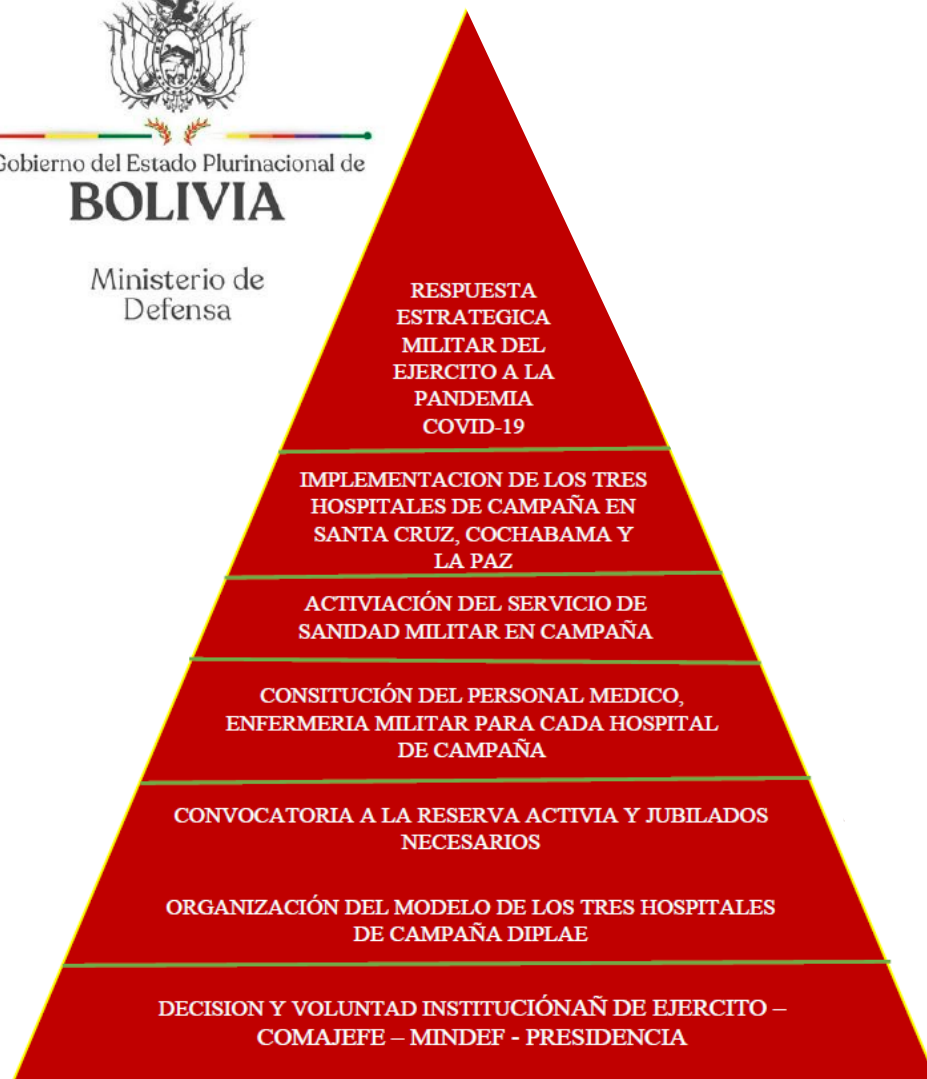 Gobierno del Estado Plurinacional de
BOLIVIA
Ministerio de
Defensa
RESPUESTA
ESTRATEGICA
MILITAR DEL
EJERCITO A LA
PANDEMIA
COVID-19
IMPLEMENTACION DE LOS TRES
HOSPITALES DE CAMPAÑA EN
SANTA CRUZ, COCHABAMA Y
LA PAZ
ACTIVIACIÓN DEL SERVICIO DE
SANIDAD MILITAR EN CAMPAÑA
CONSITUCIÓN DEL PERSONAL MEDICO,
ENFERMERIA MILITAR PARA CADA HOSPITAL
DE CAMPAÑA
CONVOCATORIA A LA RESERVA ACTIVIA Y JUBILADOS
NECESARIOS
ORGANIZACIÓN DEL MODELO DE LOS TRES HOSPITALES
DE CAMPAÑA DIPLAE
DECISION Y VOLUNTAD INSTITUCIÓNAÑ DE EJERCITO –
COMAJEFE – MINDEF - PRESIDENCIA